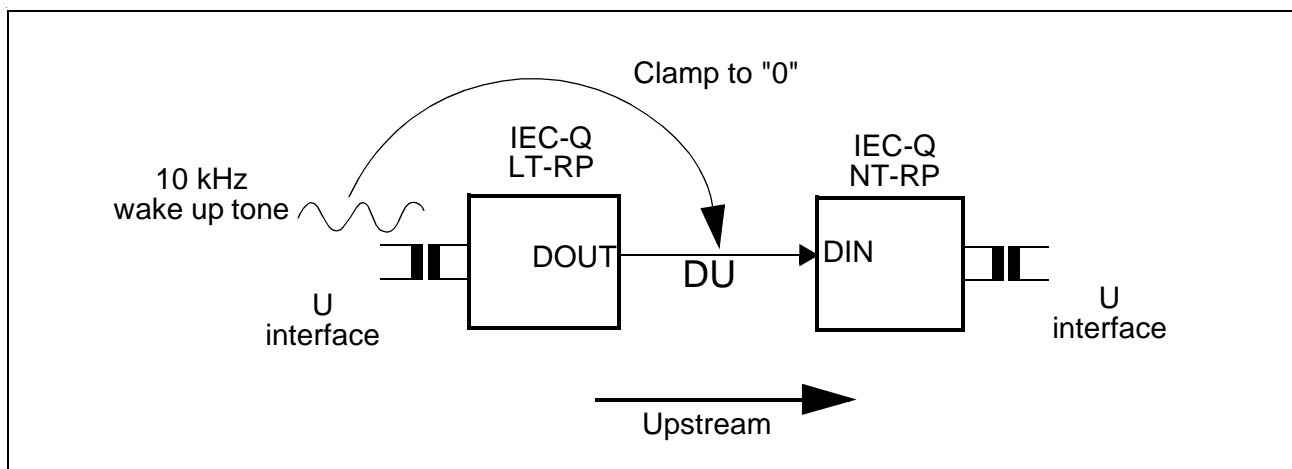 Clamp to "0"
IEC-Q
LT-RP
IEC-Q
NT-RP
10 kHz
wake up tone
DOUT
DU
DIN
U
interface
U
interface
Upstream